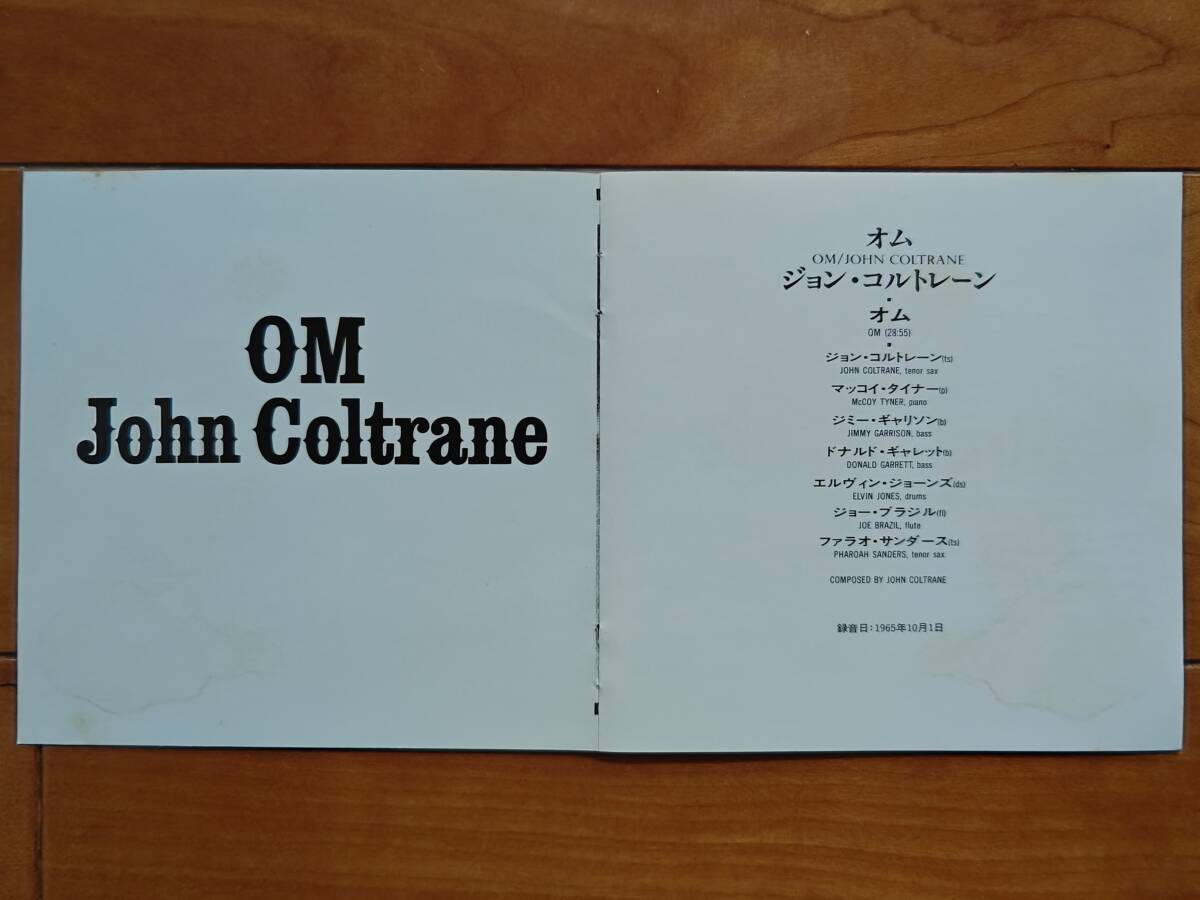 OM
John Coltrane
オム
OM/JOHN COLTRANE
ジョン・コルトレーン
オム
OM (28:55)
ジョン・コルトレーン(ts)
JOHN COLTRANE, tenor sax
マッコイ・タイナー(p)
McCOY TYNER, piano
ジミー・ギャリソン(b)
JIMMY GARRISON, bass
ドナルド・ギャレット(b)
DONALD GARRETT, bass
エルヴィン・ジョーンズ(ds)
ELVIN JONES, drums
ジョー・ブラジル(fl)
JOE BRAZIL, flute
ファラオ・サンダース(ts)
PHAROAH SANDERS, tenor sax.
COMPOSED BY JOHN COLTRANE
録音日：1965年10月1日